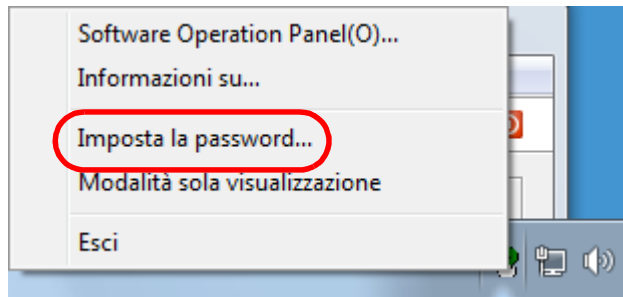 Software Operation Panel(O)...
Informazioni su...
Imposta la password...
Modalità sola visualizzazione
Esci